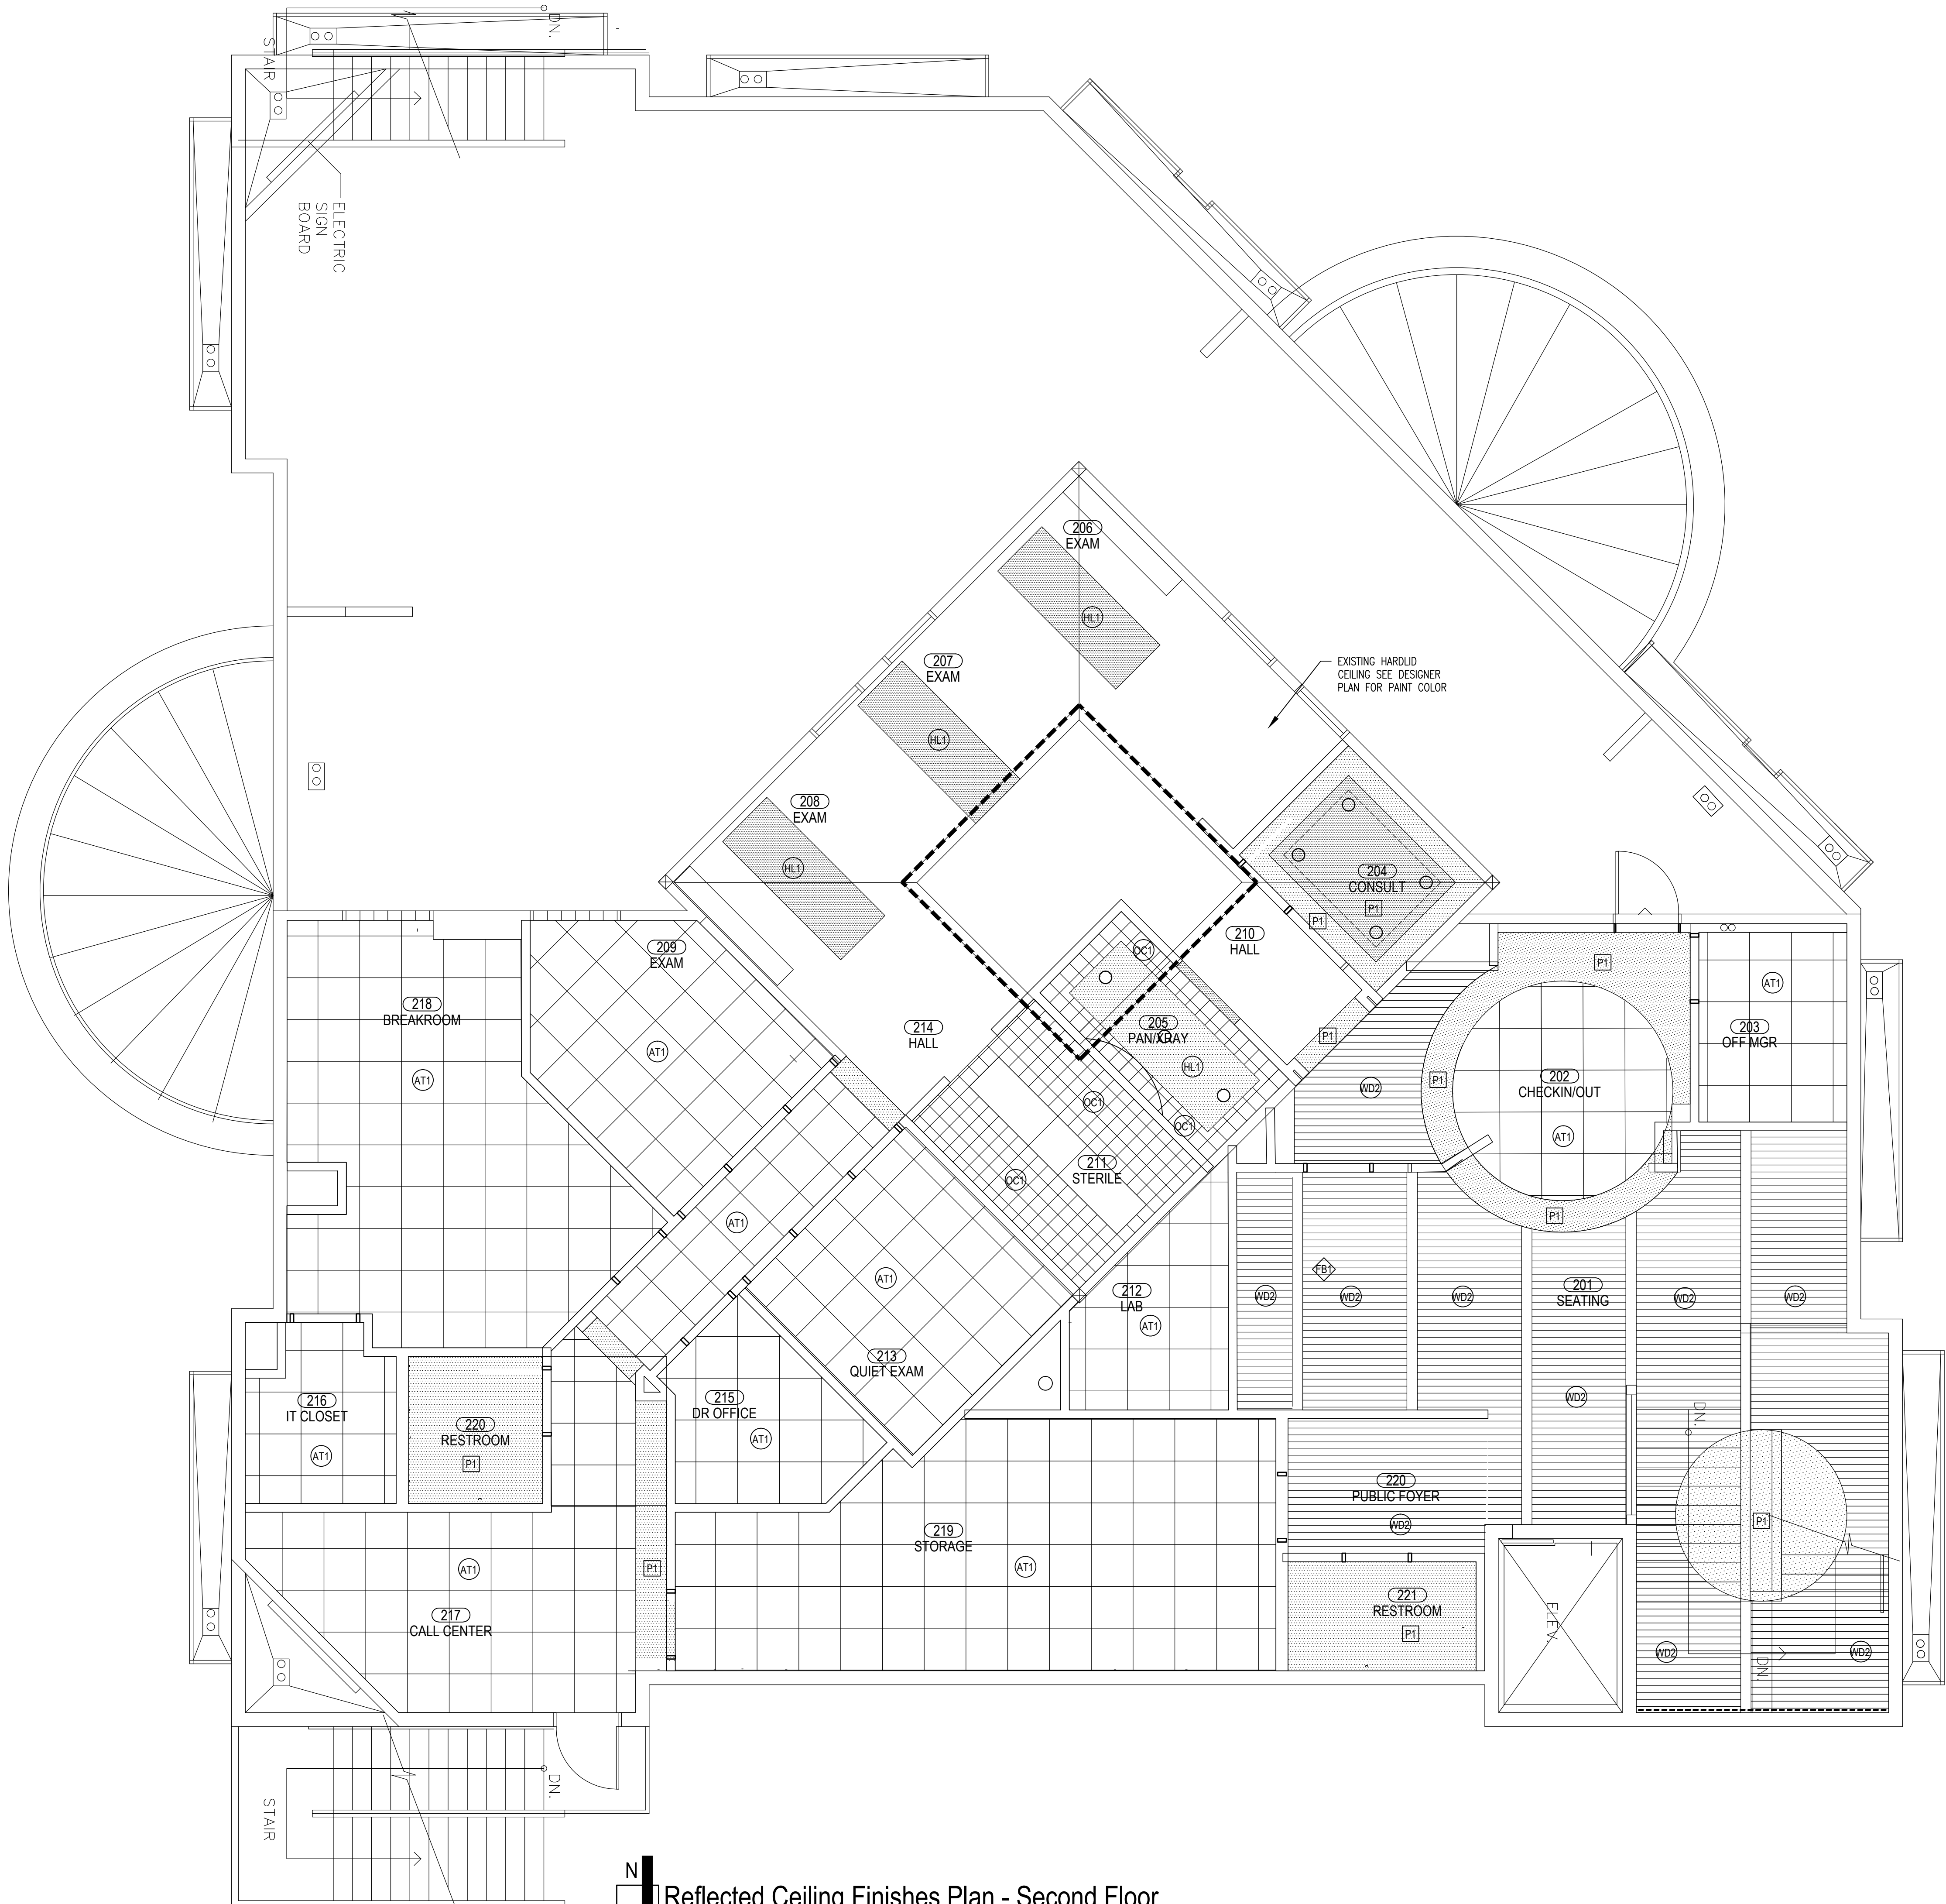 DN.
STAIR
ELECTRIC
SIGN
BOARD
206
EXAM
HL1
207
EXAM
HL1
EXISTING HARDLID
CEILING SEE DESIGNER
PLAN FOR PAINT COLOR
208
EXAM
HL1
204
CONSULT
P1
P1
210
HALL
OC1
209
EXAM
P1
AT1
218
BREAKROOM
214
HALL
205
PAN/XRAY
P1
203
OFF MGR
AT1
AT1
HL1
WD2
P1
202
CHECKIN/OUT
OC1
OC1
AT1
211
STERILE
OC1
AT1
P1
FB1
AT1
212
LAB
AT1
WD2
WD2
WD2
201
SEATING
WD2
WD2
213
QUIET EXAM
216
IT CLOSET
AT1
220
RESTROOM
P1
215
DR OFFICE
AT1
WD2
DN.
220
PUBLIC FOYER
WD2
P1
219
STORAGE
AT1
AT1
P1
217
CALL CENTER
221
RESTROOM
P1
ELEV.
WD2
DN.
WD2
DN.
STAIR
N
Reflected Ceiling Finishes Plan - Second Floor